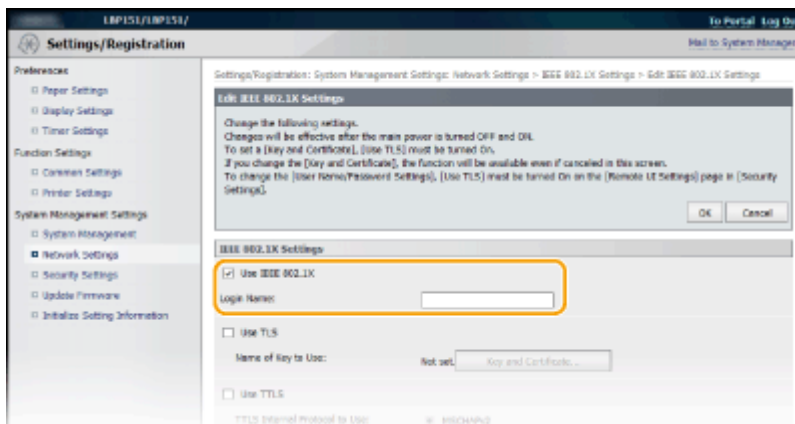 LBP151/LBP151/
To Portal Log Ou
Settings/Registration
Mail to System Manager
Preferences
Paper Settings
Display Settings
Timer Settings
Function Settings
Common Settings
Printer Settings
System Management Settings
System Management
Network Settings
Security Settings
Update Firmware
Initialize Setting Information
Settings/Registration: System Management Settings: Network Settings > IEEE 802.1X Settings > Edit IEEE 802.1X Settings
Edit IEEE 802.1X Settings
Change the following settings.
Changes will be effective after the main power is turned OFF and ON.
To set a [Key and Certificate], [Use TLS] must be turned On.
If you change the [Key and Certificate], the function will be available even if canceled in this screen.
To change the [User Name/Password Settings], [Use TLS] must be turned On on the [Remote UI Settings] page in [Security
Settings].
OK Cancel
IEEE 802.1X Settings
Use IEEE 802.1X
Login Name:
Use TLS
Name of Key to Use: Not set. Key and Certificate...
Use TTLS
TTLS Internal Protocol to Use: MSCHAPv2